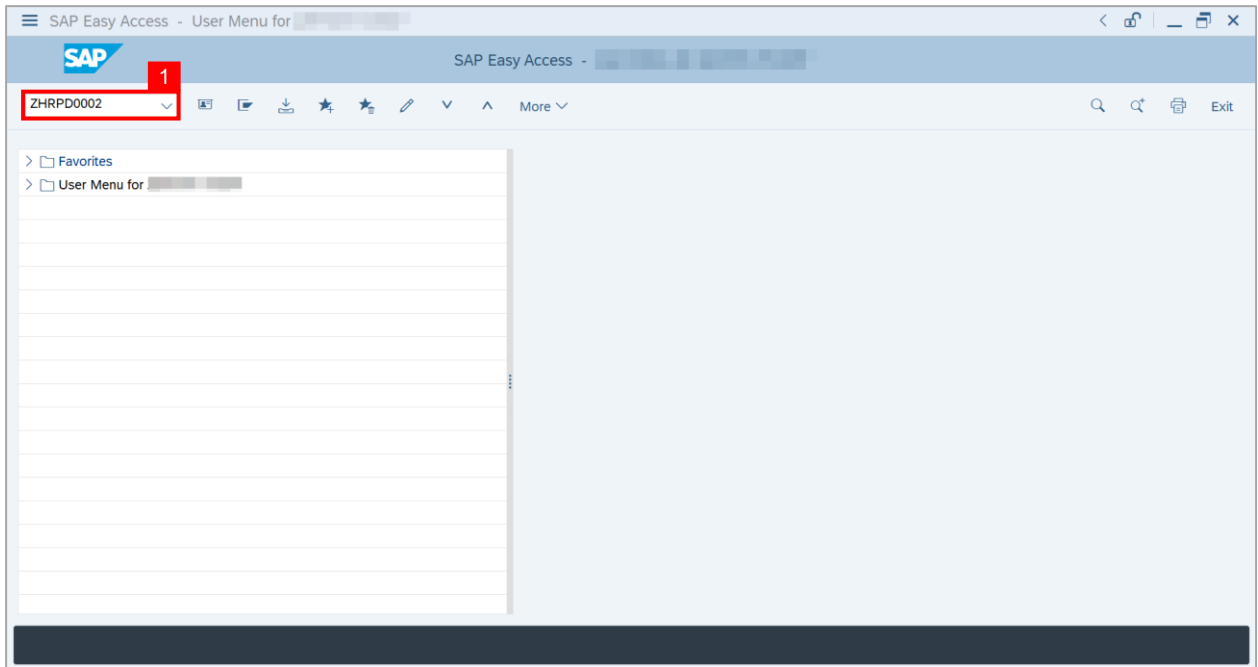 SAP Easy Access - User Menu for
SAP
SAP Easy Access -
1
ZHRPD0002
More
Exit
Favorites
User Menu for